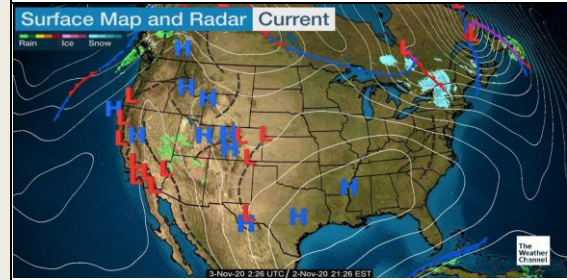 Surface Map and Radar Current
Rain Ice Snow
H
L
L
H
H
L
H
L
H
L
H
H
H
L
L
H
L
L
L
L
L
L
H
L
H
H
The
Weather
Channel
3-Nov-20 2:26 UTC / 2-Nov-20 21:26 EST